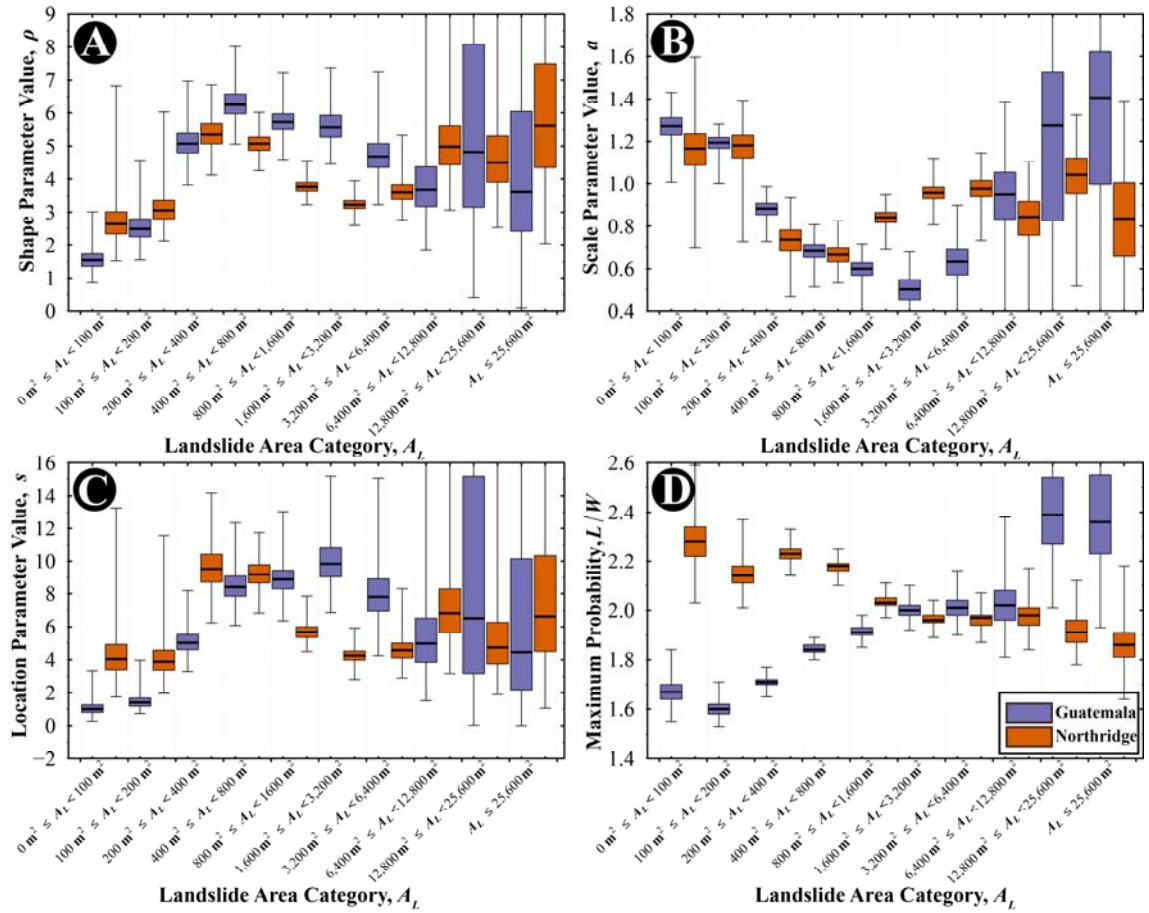 A
Shape Parameter Value, ρ
9
8
7
6
5
4
3
2
1
0
0 m² ≤ A_L < 100 m²
100 m² ≤ A_L < 200 m²
200 m² ≤ A_L < 400 m²
400 m² ≤ A_L < 800 m²
800 m² ≤ A_L <1,600 m²
1,600 m² ≤ A_L <3,200 m²
3,200 m² ≤ A_L <6,400 m²
6,400 m² ≤ A_L <12,800 m²
12,800 m² ≤ A_L <25,600 m²
A_L ≤ 25,600 m²
Landslide Area Category, A_L
B
Scale Parameter Value, a
1.8
1.6
1.4
1.2
1.0
0.8
0.6
0.4
0 m² ≤ A_L < 100 m²
100 m² ≤ A_L < 200 m²
200 m² ≤ A_L < 400 m²
400 m² ≤ A_L < 800 m²
800 m² ≤ A_L <1,600 m²
1,600 m² ≤ A_L <3,200 m²
3,200 m² ≤ A_L <6,400 m²
6,400 m² ≤ A_L <12,800 m²
12,800 m² ≤ A_L <25,600 m²
A_L ≤ 25,600 m²
Landslide Area Category, A_L
C
Location Parameter Value, s
16
14
12
10
8
6
4
2
0
−2
0 m² ≤ A_L < 100 m²
100 m² ≤ A_L < 200 m²
200 m² ≤ A_L < 400 m²
400 m² ≤ A_L < 800 m²
800 m² ≤ A_L <1600 m²
1,600 m² ≤ A_L <3,200 m²
3,200 m² ≤ A_L <6,400 m²
6,400 m² ≤ A_L <12,800 m²
12,800 m² ≤ A_L <25,600 m²
A_L ≤ 25,600 m²
Landslide Area Category, A_L
D
Maximum Probability, L/W
2.6
2.4
2.2
2.0
1.8
1.6
1.4
Guatemala
Northridge
0 m² ≤ A_L < 100 m²
100 m² ≤ A_L < 200 m²
200 m² ≤ A_L < 400 m²
400 m² ≤ A_L < 800 m²
800 m² ≤ A_L <1,600 m²
1,600 m² ≤ A_L <3,200 m²
3,200 m² ≤ A_L <6,400 m²
6,400 m² ≤ A_L <12,800 m²
12,800 m² ≤ A_L <25,600 m²
A_L ≤ 25,600 m²
Landslide Area Category, A_L